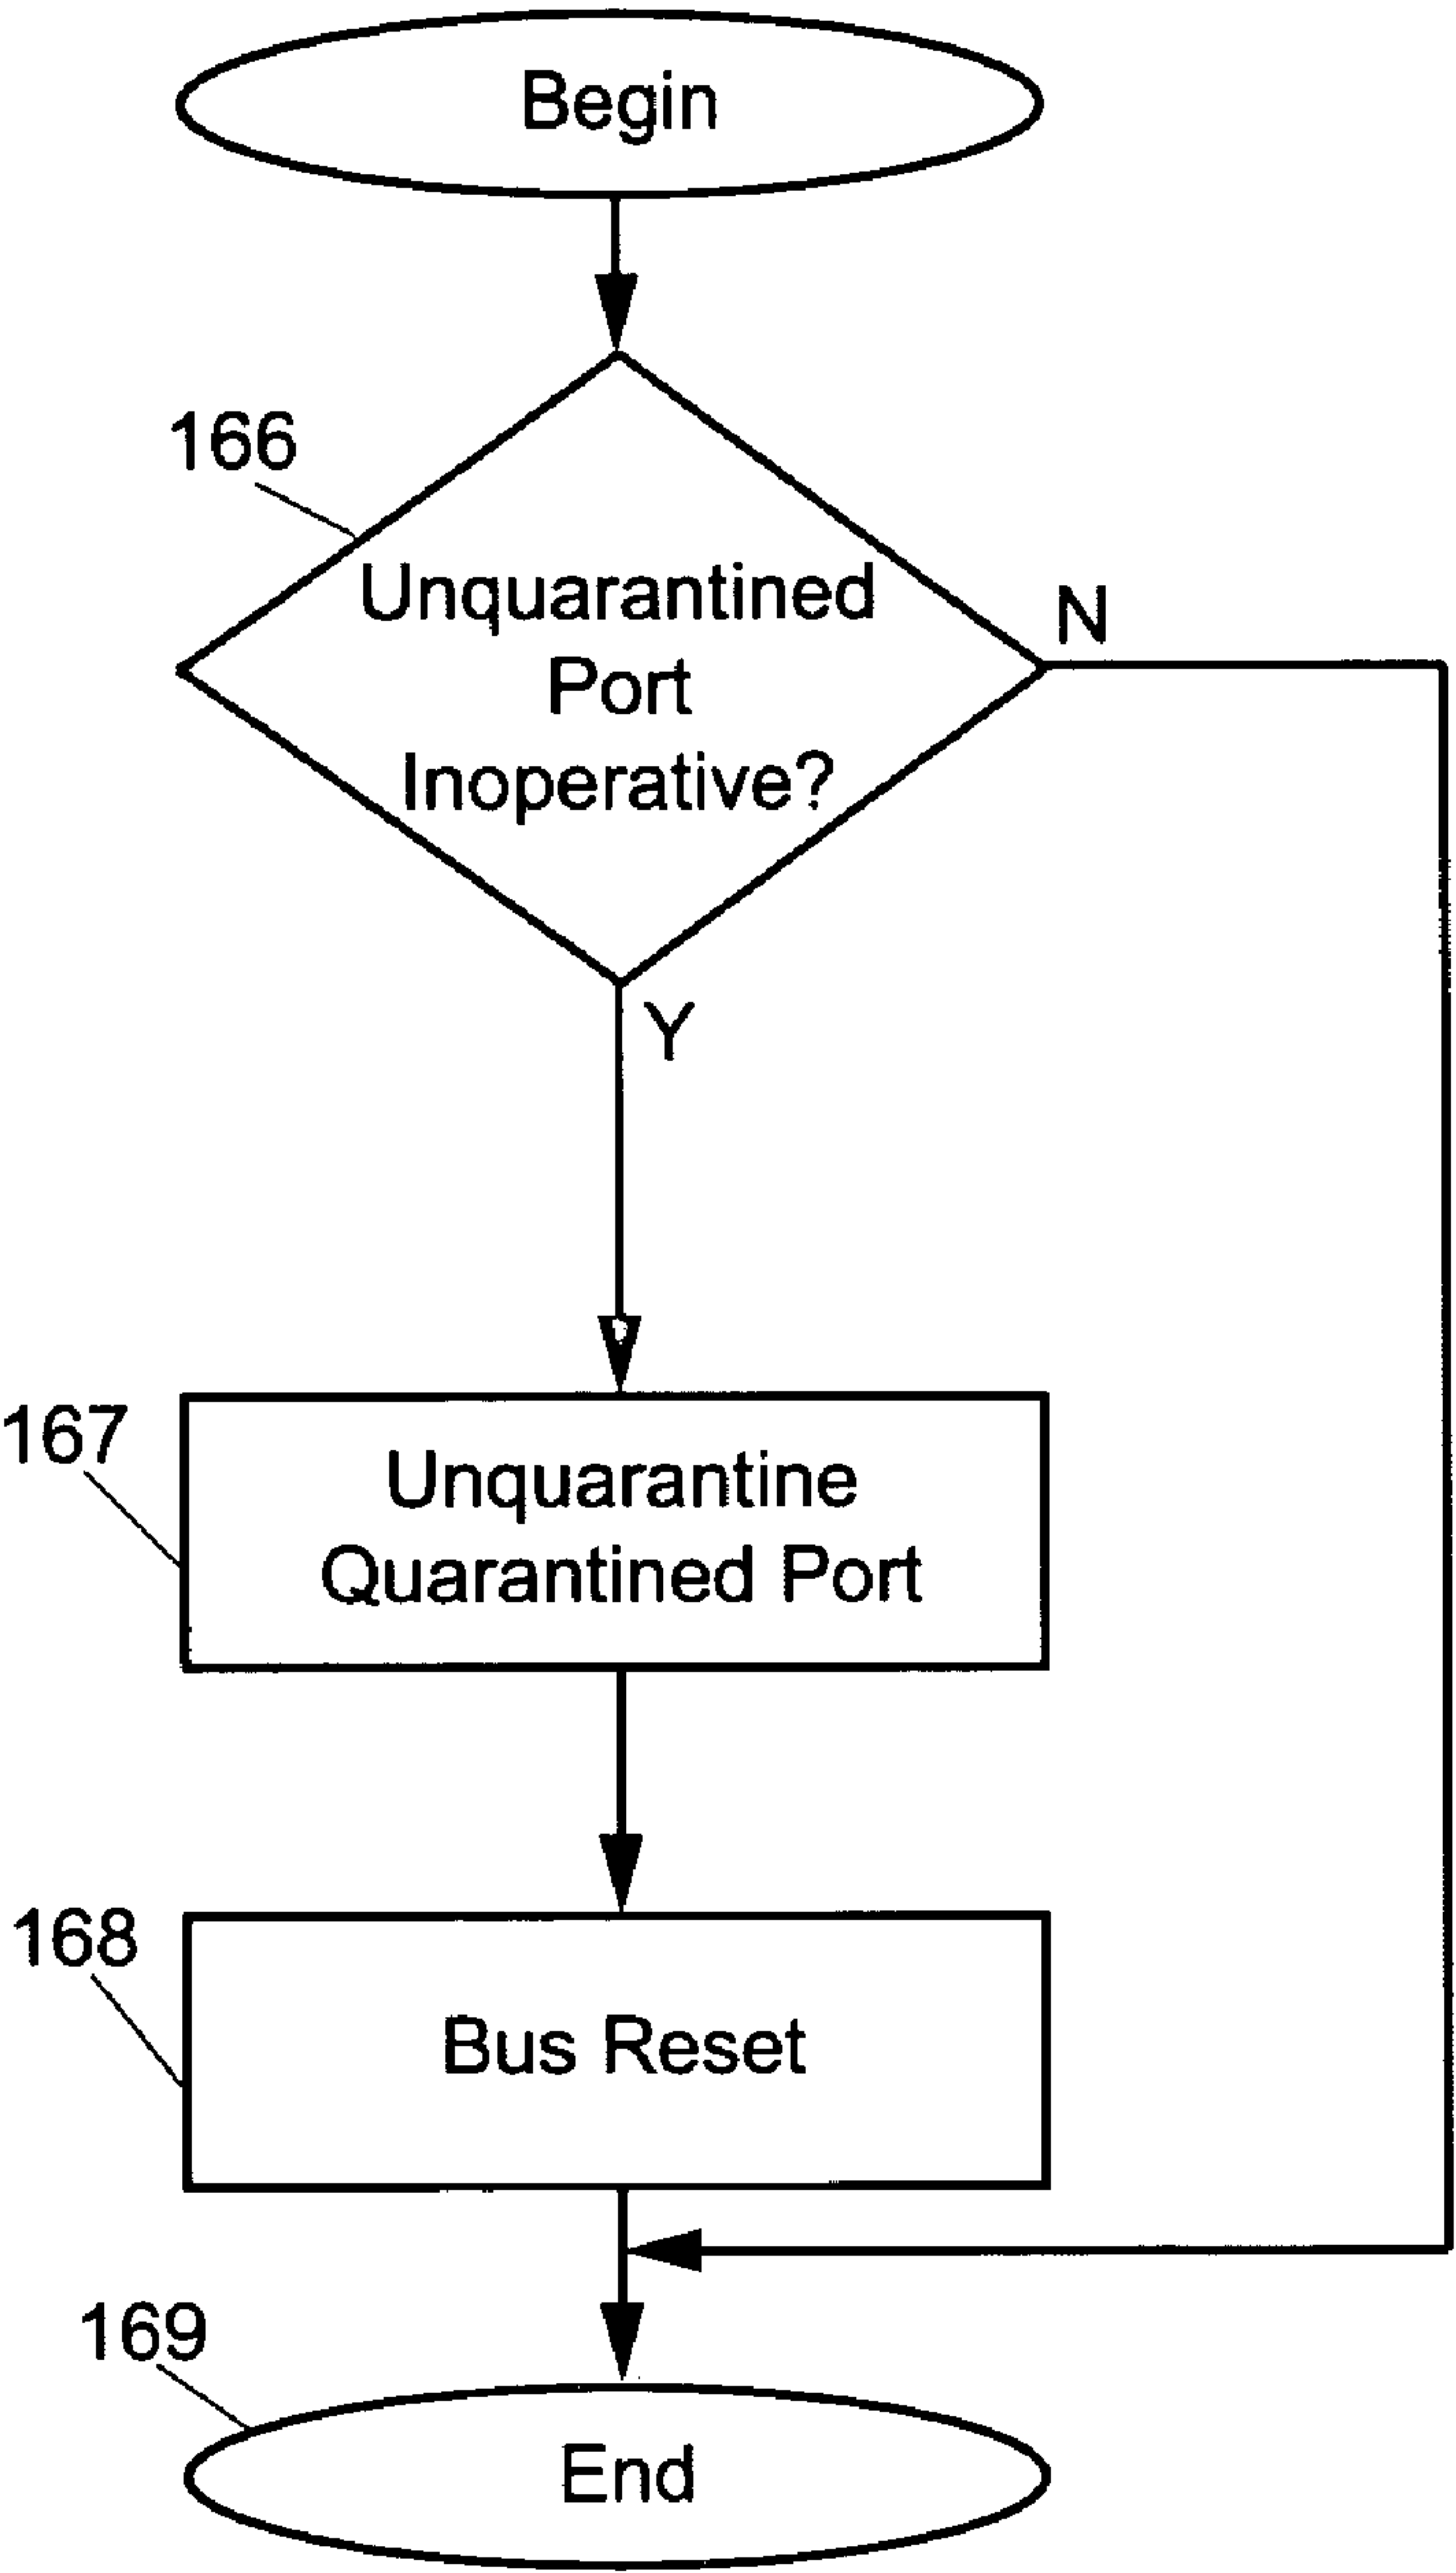 Begin
166
Unquarantined
Port
Inoperative?
N
Y
167
Unquarantine
Quarantined Port
168
Bus Reset
169
End